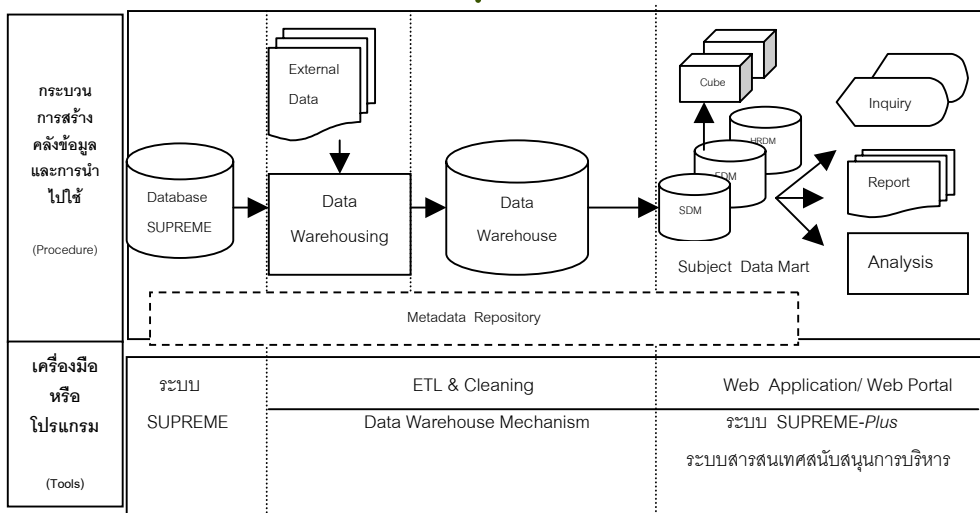 กระบวน
การสร้าง
คลังข้อมูล
และการนำ
ไปใช้
(Procedure)
External
Data
Database
SUPREME
Data
Warehousing
Data
Warehouse
Cube
HRDM
SDM
Subject Data Mart
Inquiry
Report
Analysis
Metadata Repository
เครื่องมือ
หรือ
โปรแกรม
(Tools)
ระบบ
SUPREME
ETL & Cleaning
Data Warehouse Mechanism
Web Application/ Web Portal
ระบบ SUPREME-Plus
ระบบสารสนเทศสนับสนุนการบริหาร